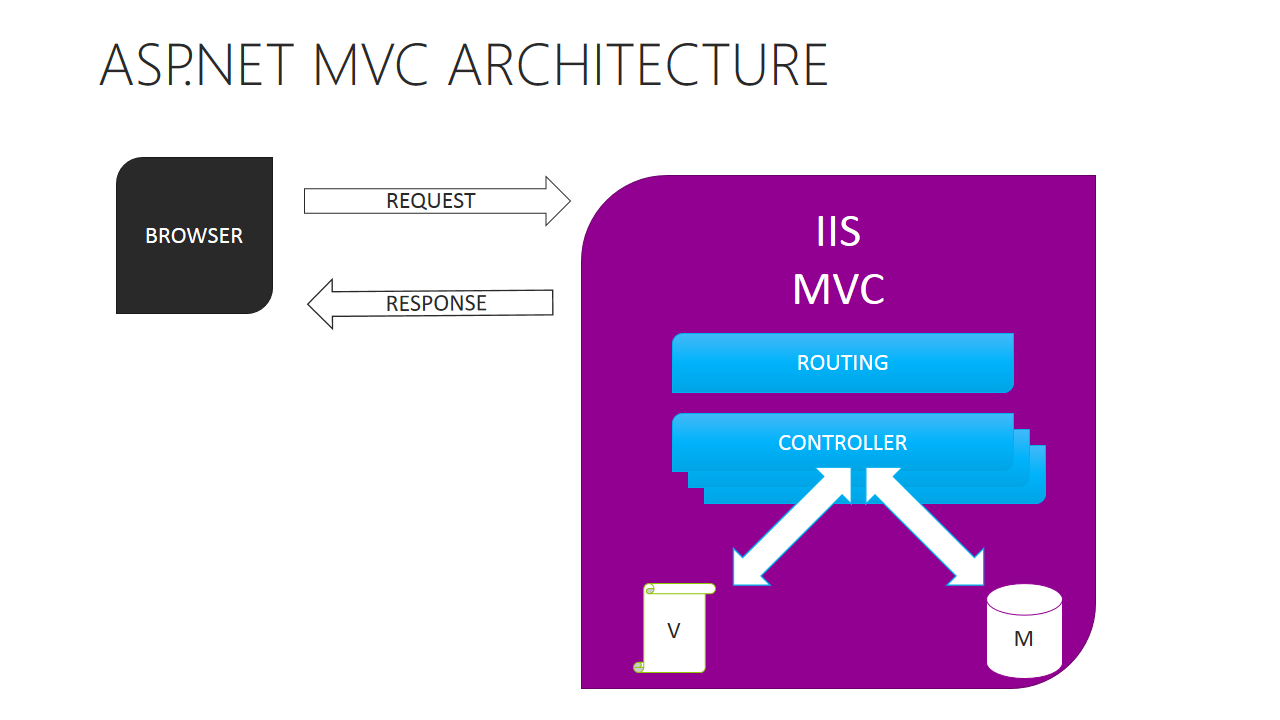 ASP.NET MVC ARCHITECTURE
BROWSER
REQUEST
RESPONSE
IIS
MVC
ROUTING
CONTROLLER
V
M